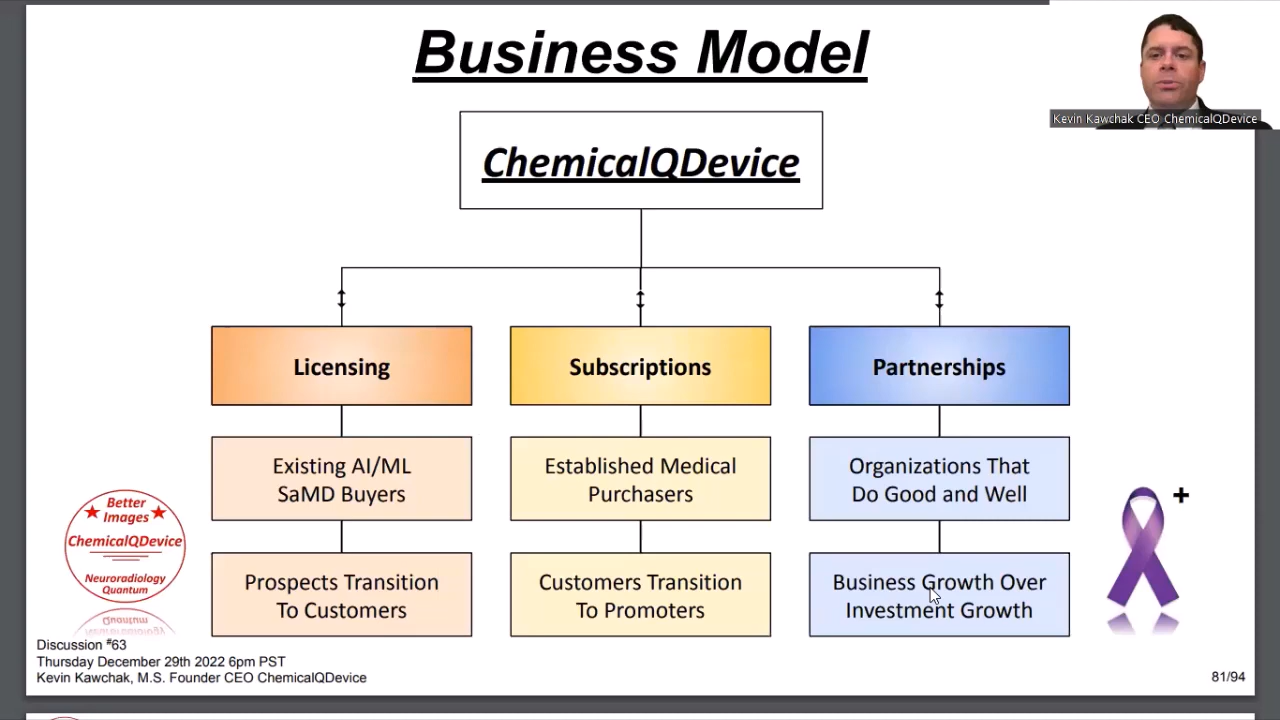 Business Model
Kevin Kawchak CEO ChemicalQDevice
ChemicalQDevice
Licensing
Subscriptions
Partnerships
Existing AI/ML
SaMD Buyers
Established Medical
Purchasers
Organizations That
Do Good and Well
Prospects Transition
To Customers
Customers Transition
To Promoters
Business Growth Over
Investment Growth
Better
Images
ChemicalQDevice
Neuroradiology
Quantum
Quantum
+
Discussion #63
Thursday December 29th 2022 6pm PST
Kevin Kawchak, M.S. Founder CEO ChemicalQDevice
81/94